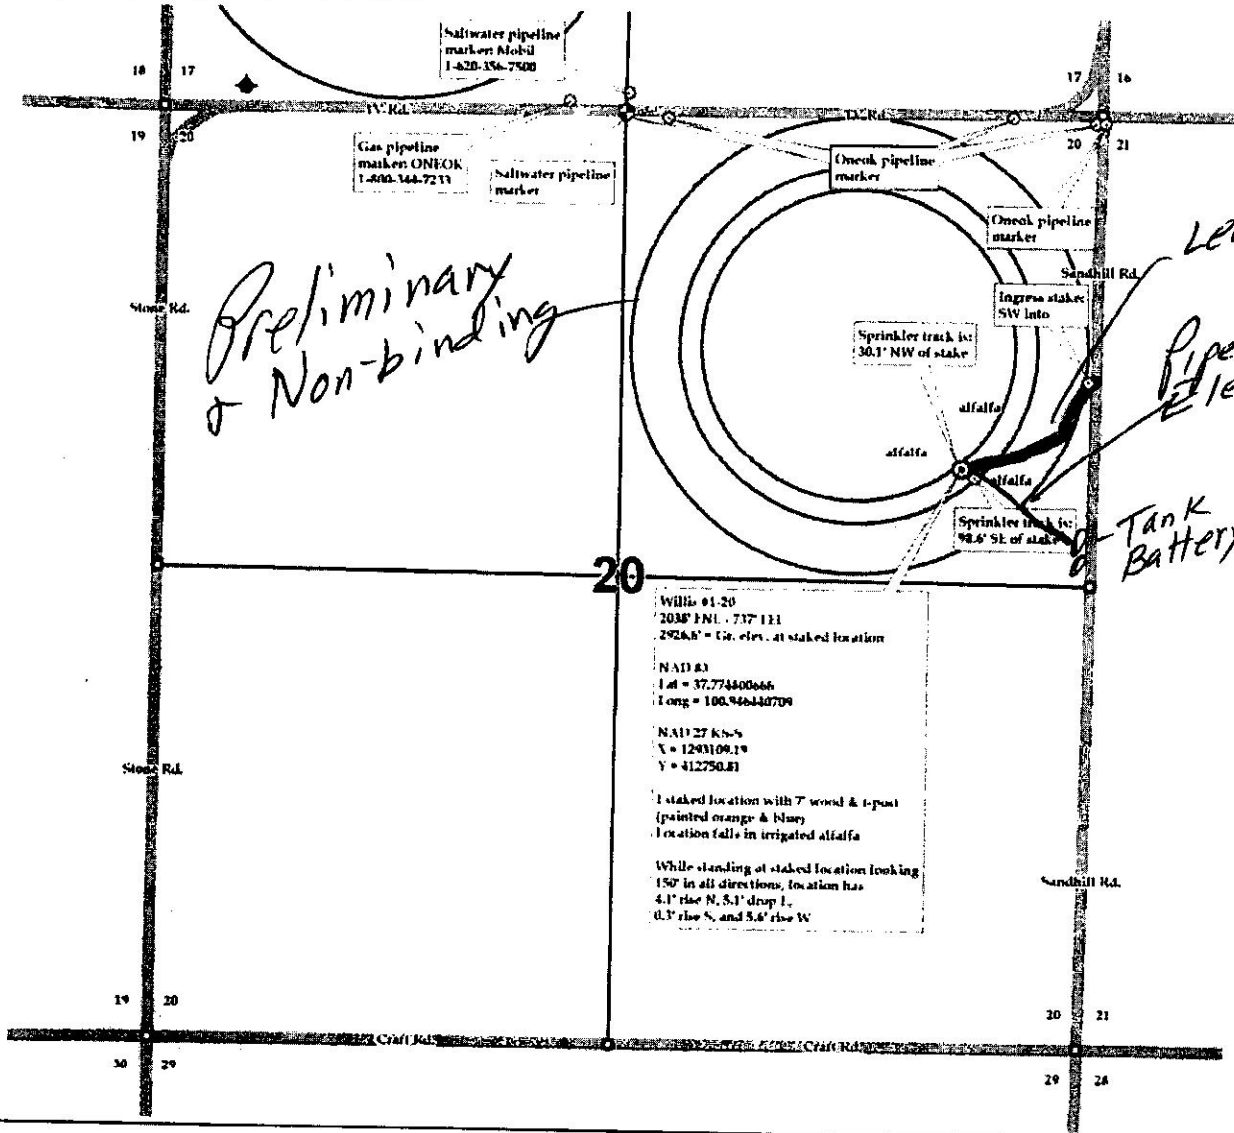 Saltwater pipeline
marker: Mobil
1-620-356-7500
18 17
17 16
IV Rd.
IV Rd.
19 20
20 21
Gas pipeline
marker: ONEOK
1-800-344-7233
Saltwater pipeline
marker
Oneok pipeline
marker
Oneok pipeline
marker
Le
Sandhill Rd.
Preliminary
& Non-binding
Stone Rd.
Ingress stake:
SW into
Sprinkler track is:
30.1' NW of stake
Pipe
Ele
alfalfa
alfalfa
alfalfa
Sprinkler track is:
98.6' SE of stake
Tank
Battery
20
Willis #1-20
2038' FNL - 737' FEL
2926.6' = Gr. elev. at staked location
NAD 83
Lat = 37.774400666
Long = 100.946440709
NAD 27 KS-S
X = 1293109.19
Y = 412750.81
I staked location with 7' wood & t-post
(painted orange & blue)
Location falls in irrigated alfalfa
While standing at staked location looking
150' in all directions, location has
4.1' rise N, 5.1' drop E,
0.3' rise S, and 5.6' rise W
Stone Rd.
Sandhill Rd.
19 20
20 21
Craft Rd.
Craft Rd.
30 29
29 28